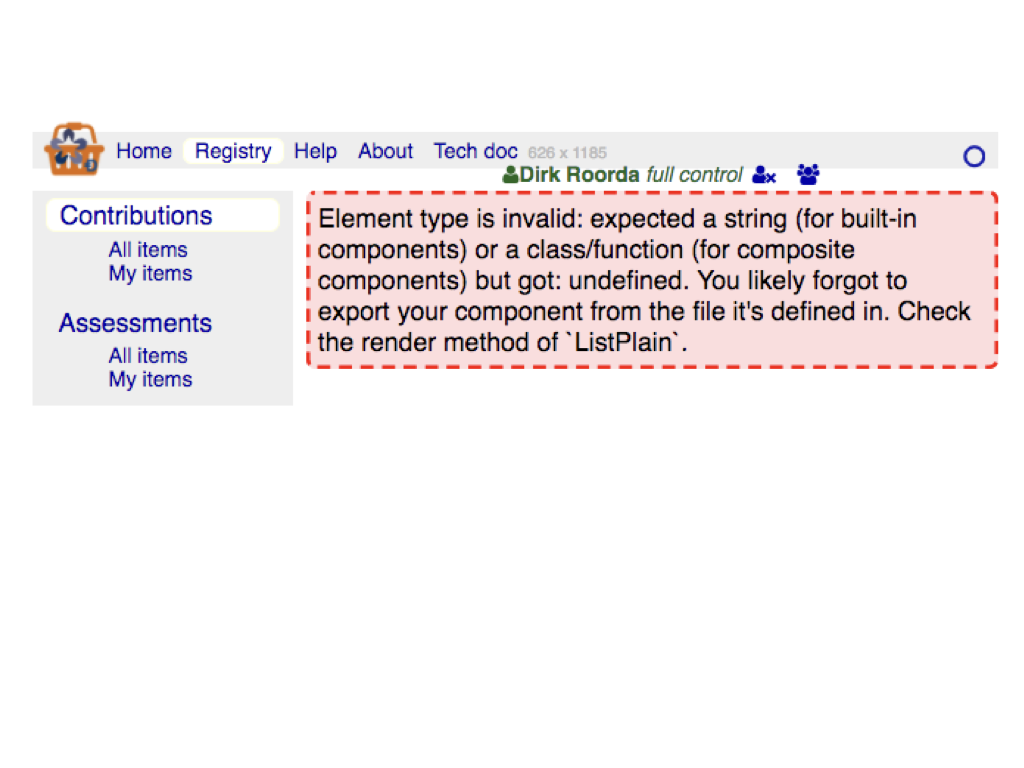 Home Registry Help About Tech doc 626 x 1185
Dirk Roorda full control
Contributions
All items
My items
Assessments
All items
My items
Element type is invalid: expected a string (for built-in
components) or a class/function (for composite
components) but got: undefined. You likely forgot to
export your component from the file it's defined in. Check
the render method of `ListPlain`.